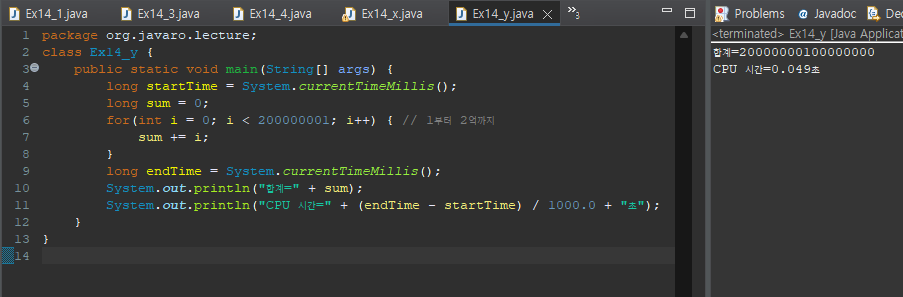 Ex14_1.java Ex14_3.java Ex14_4.java Ex14_x.java Ex14_y.java »3
Problems @ Javadoc Dec
<terminated> Ex14_y [Java Applicat
합계=20000000100000000
CPU 시간=0.049초
1 package org.javaro.lecture;
2 class Ex14_y {
3 public static void main(String[] args) {
4 long startTime = System.currentTimeMillis();
5 long sum = 0;
6 for(int i = 0; i < 200000001; i++) { // 1부터 2억까지
7 sum += i;
8 }
9 long endTime = System.currentTimeMillis();
10 System.out.println("합계=" + sum);
11 System.out.println("CPU 시간=" + (endTime - startTime) / 1000.0 + "초");
12 }
13 }
14